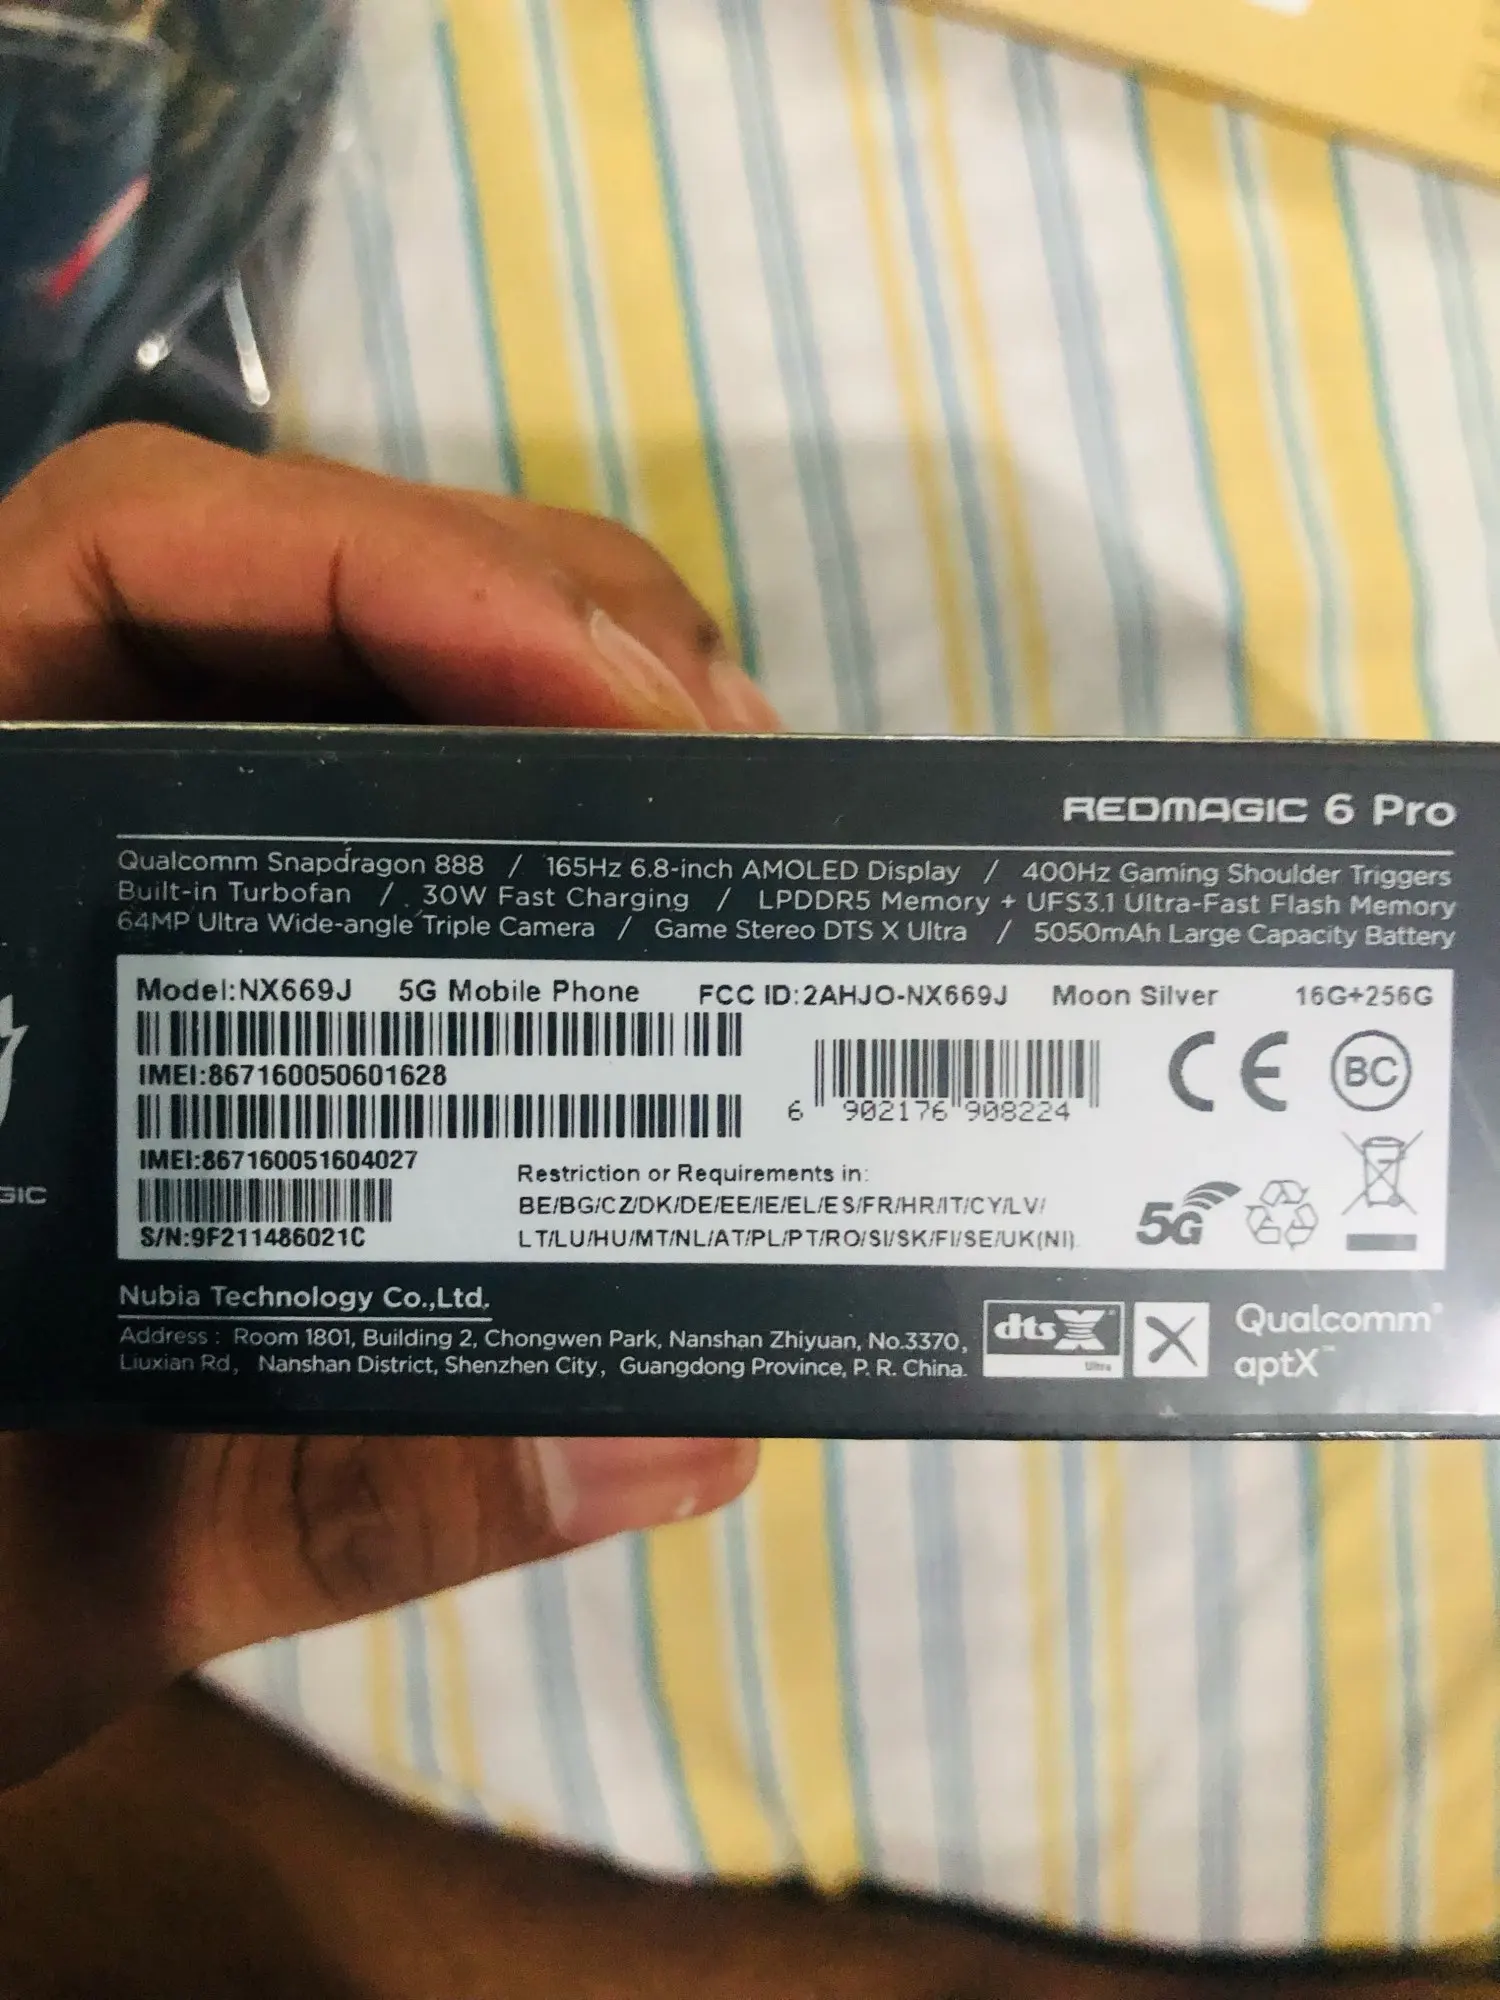 REDMAGIC 6 Pro
Qualcomm Snapdragon 888 / 165Hz 6.8-inch AMOLED Display / 400Hz Gaming Shoulder Triggers
Built-in Turbofan / 30W Fast Charging / LPDDR5 Memory + UFS3.1 Ultra-Fast Flash Memory
64MP Ultra Wide-angle Triple Camera / Game Stereo DTS X Ultra / 5050mAh Large Capacity Battery
Model:NX669J 5G Mobile Phone FCC ID:2AHJO-NX669J Moon Silver 16G+256G
IMEI:867160050601628
6 902176 908224
CE BC
IMEI:867160051604027
S/N:9F211486021C
Restriction or Requirements in:
BE/BG/CZ/DK/DE/EE/IE/EL/ES/FR/HR/IT/CY/LV/
LT/LU/HU/MT/NL/AT/PL/PT/RO/SI/SK/FI/SE/UK(NI)
5G
GIC
Nubia Technology Co.,Ltd.
Address : Room 1801, Building 2, Chongwen Park, Nanshan Zhiyuan, No.3370,
Liuxian Rd, Nanshan District, Shenzhen City, Guangdong Province, P. R. China.
dts X
Ultra
Qualcomm®
aptX™